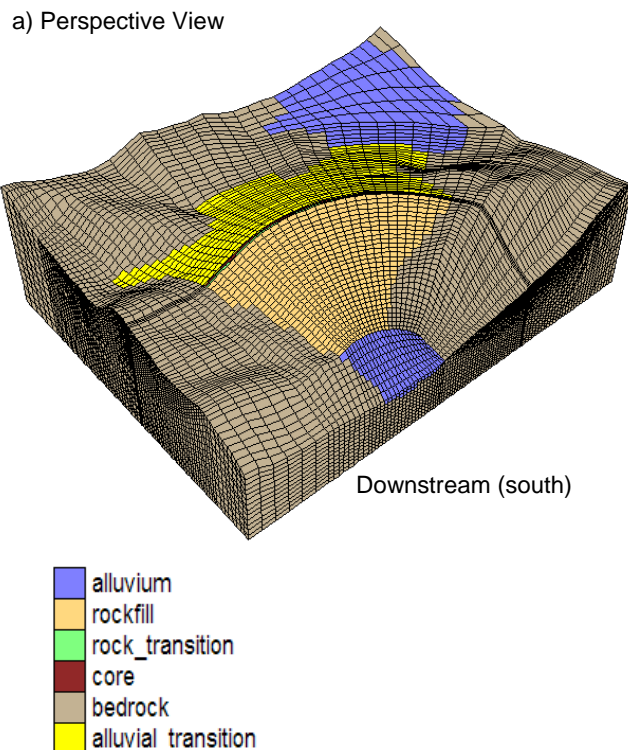 a) Perspective View
Downstream (south)
alluvium
rockfill
rock_transition
core
bedrock
alluvial_transition